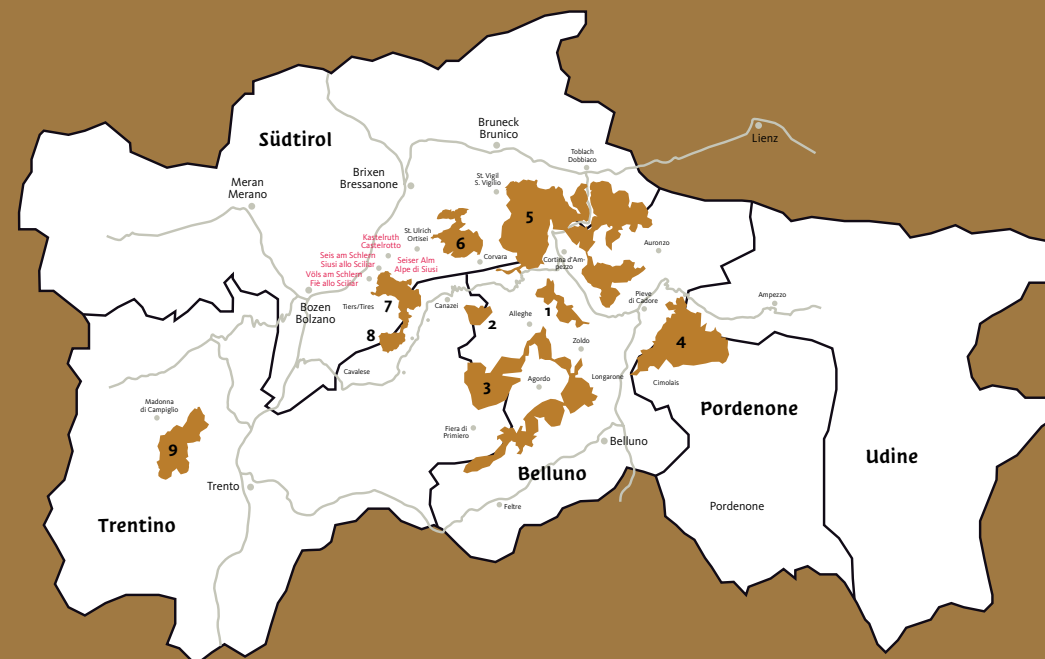 Südtirol
Bruneck
Brunico
Lienz
Toblach
Dobbiaco
Brixen
Bressanone
St. Vigil
S. Vigilio
Meran
Merano
5
St. Ulrich
Ortisei
Kastelruth
Castelrotto
6
Auronzo
Seis am Schlern
Siusi allo Sciliar
Seiser Alm
Alpe di Siusi
Corvara
Cortina d'Am-
pezzo
Völs am Schlern
Fiè allo Sciliar
Pieve
di Cadore
Ampezzo
Bozen
Bolzano
Tiers/Tires
7
Canazei
1
2
Alleghe
8
Zoldo
4
Cavalese
3
Agordo
Longarone
Cimolais
Madonna
di Campiglio
Pordenone
Fiera di
Primiero
Belluno
9
Udine
Belluno
Trento
Feltre
Pordenone
Trentino